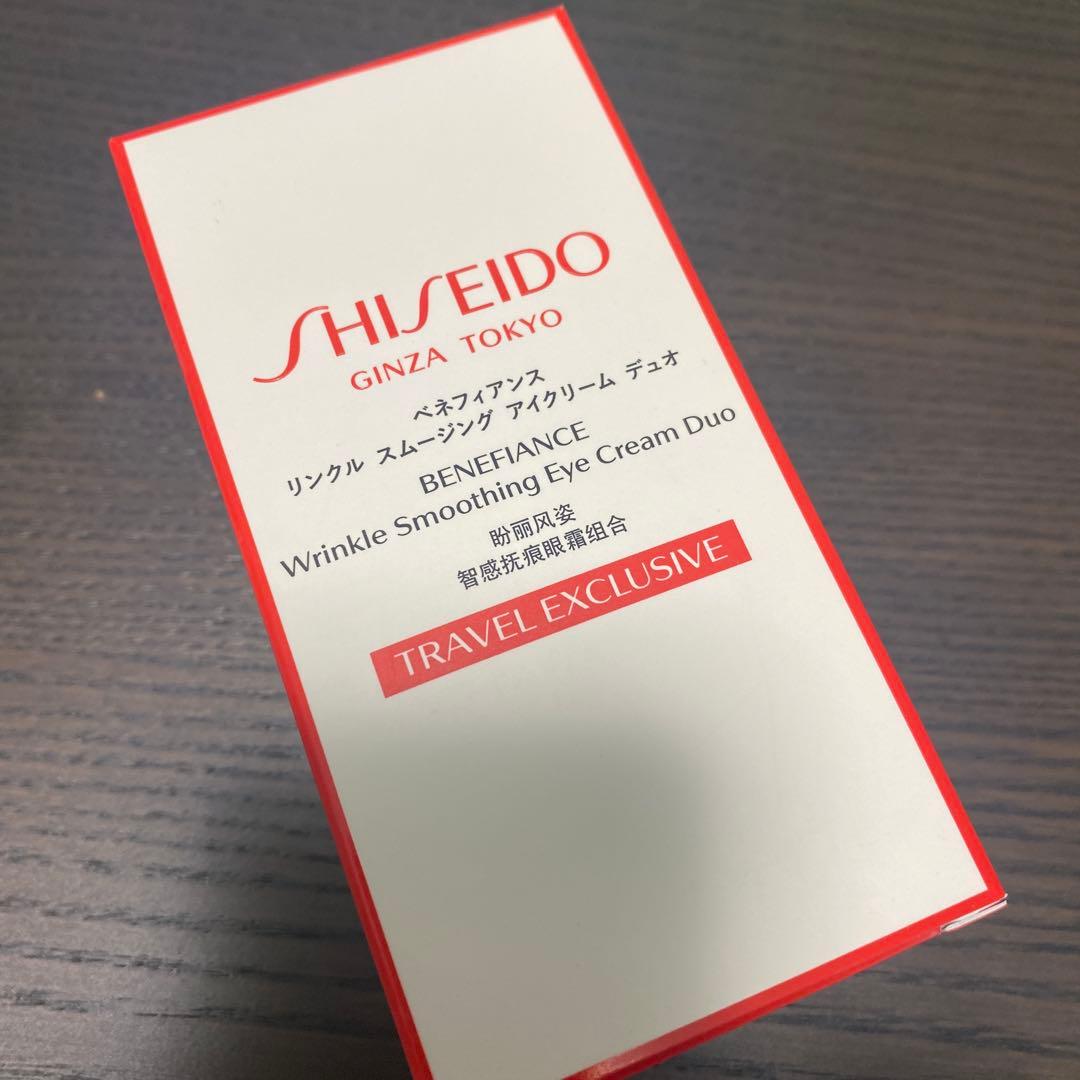 SHISEIDO
GINZA TOKYO
ベネフィアンス
リンクル スムージング アイクリーム デュオ
BENEFIANCE
Wrinkle Smoothing Eye Cream Duo
盼丽风姿
智感抚痕眼霜组合
TRAVEL EXCLUSIVE